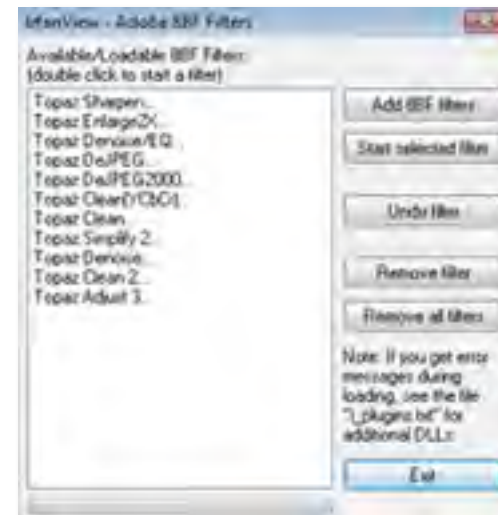 IrfanView - Adobe 8BF Filters
Available/Loadable 8BF Filters:
(double click to start a filter)
Topaz Sharpen...
Topaz Enlarge2X...
Topaz Denoise/EQ...
Topaz DeJPEG...
Topaz DeJPEG2000...
Topaz Clean(YCbCr)...
Topaz Clean...
Topaz Simplify 2...
Topaz Denoise...
Topaz Clean 2...
Topaz Adjust 3...
Add 8BF filters
Start selected filter
Undo filter
Remove filter
Remove all filters
Note: If you get error
messages during
loading, see the file
"i_plugins.txt" for
additional DLLs
Exit